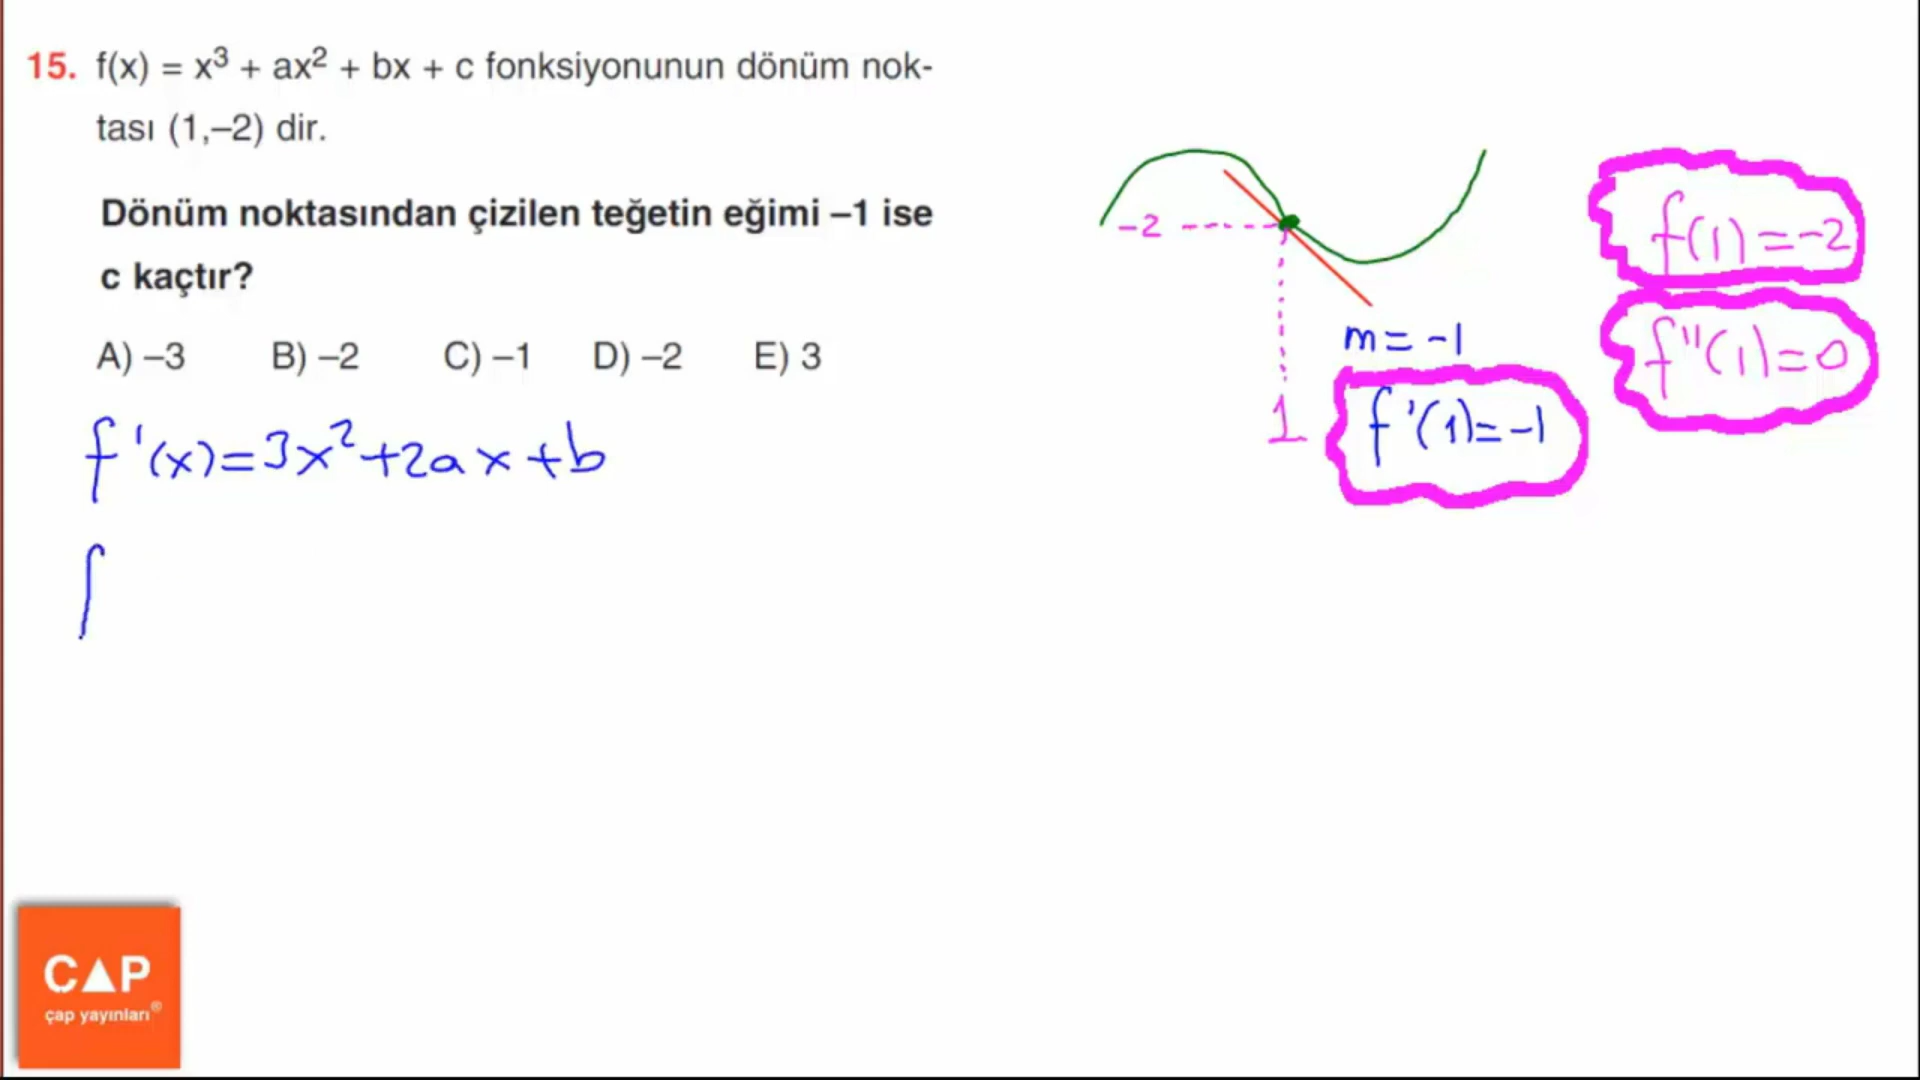 15. f(x) = x³ + ax² + bx + c fonksiyonunun dönüm nok-
tası (1,–2) dir.
Dönüm noktasından çizilen teğetin eğimi –1 ise
c kaçtır?
A) –3 B) –2 C) –1 D) –2 E) 3
f'(x)=3x²+2ax+b
-2
1
m=-1
f'(1)=-1
f(1)=-2
f''(1)=0
CAP
çap yayınları®